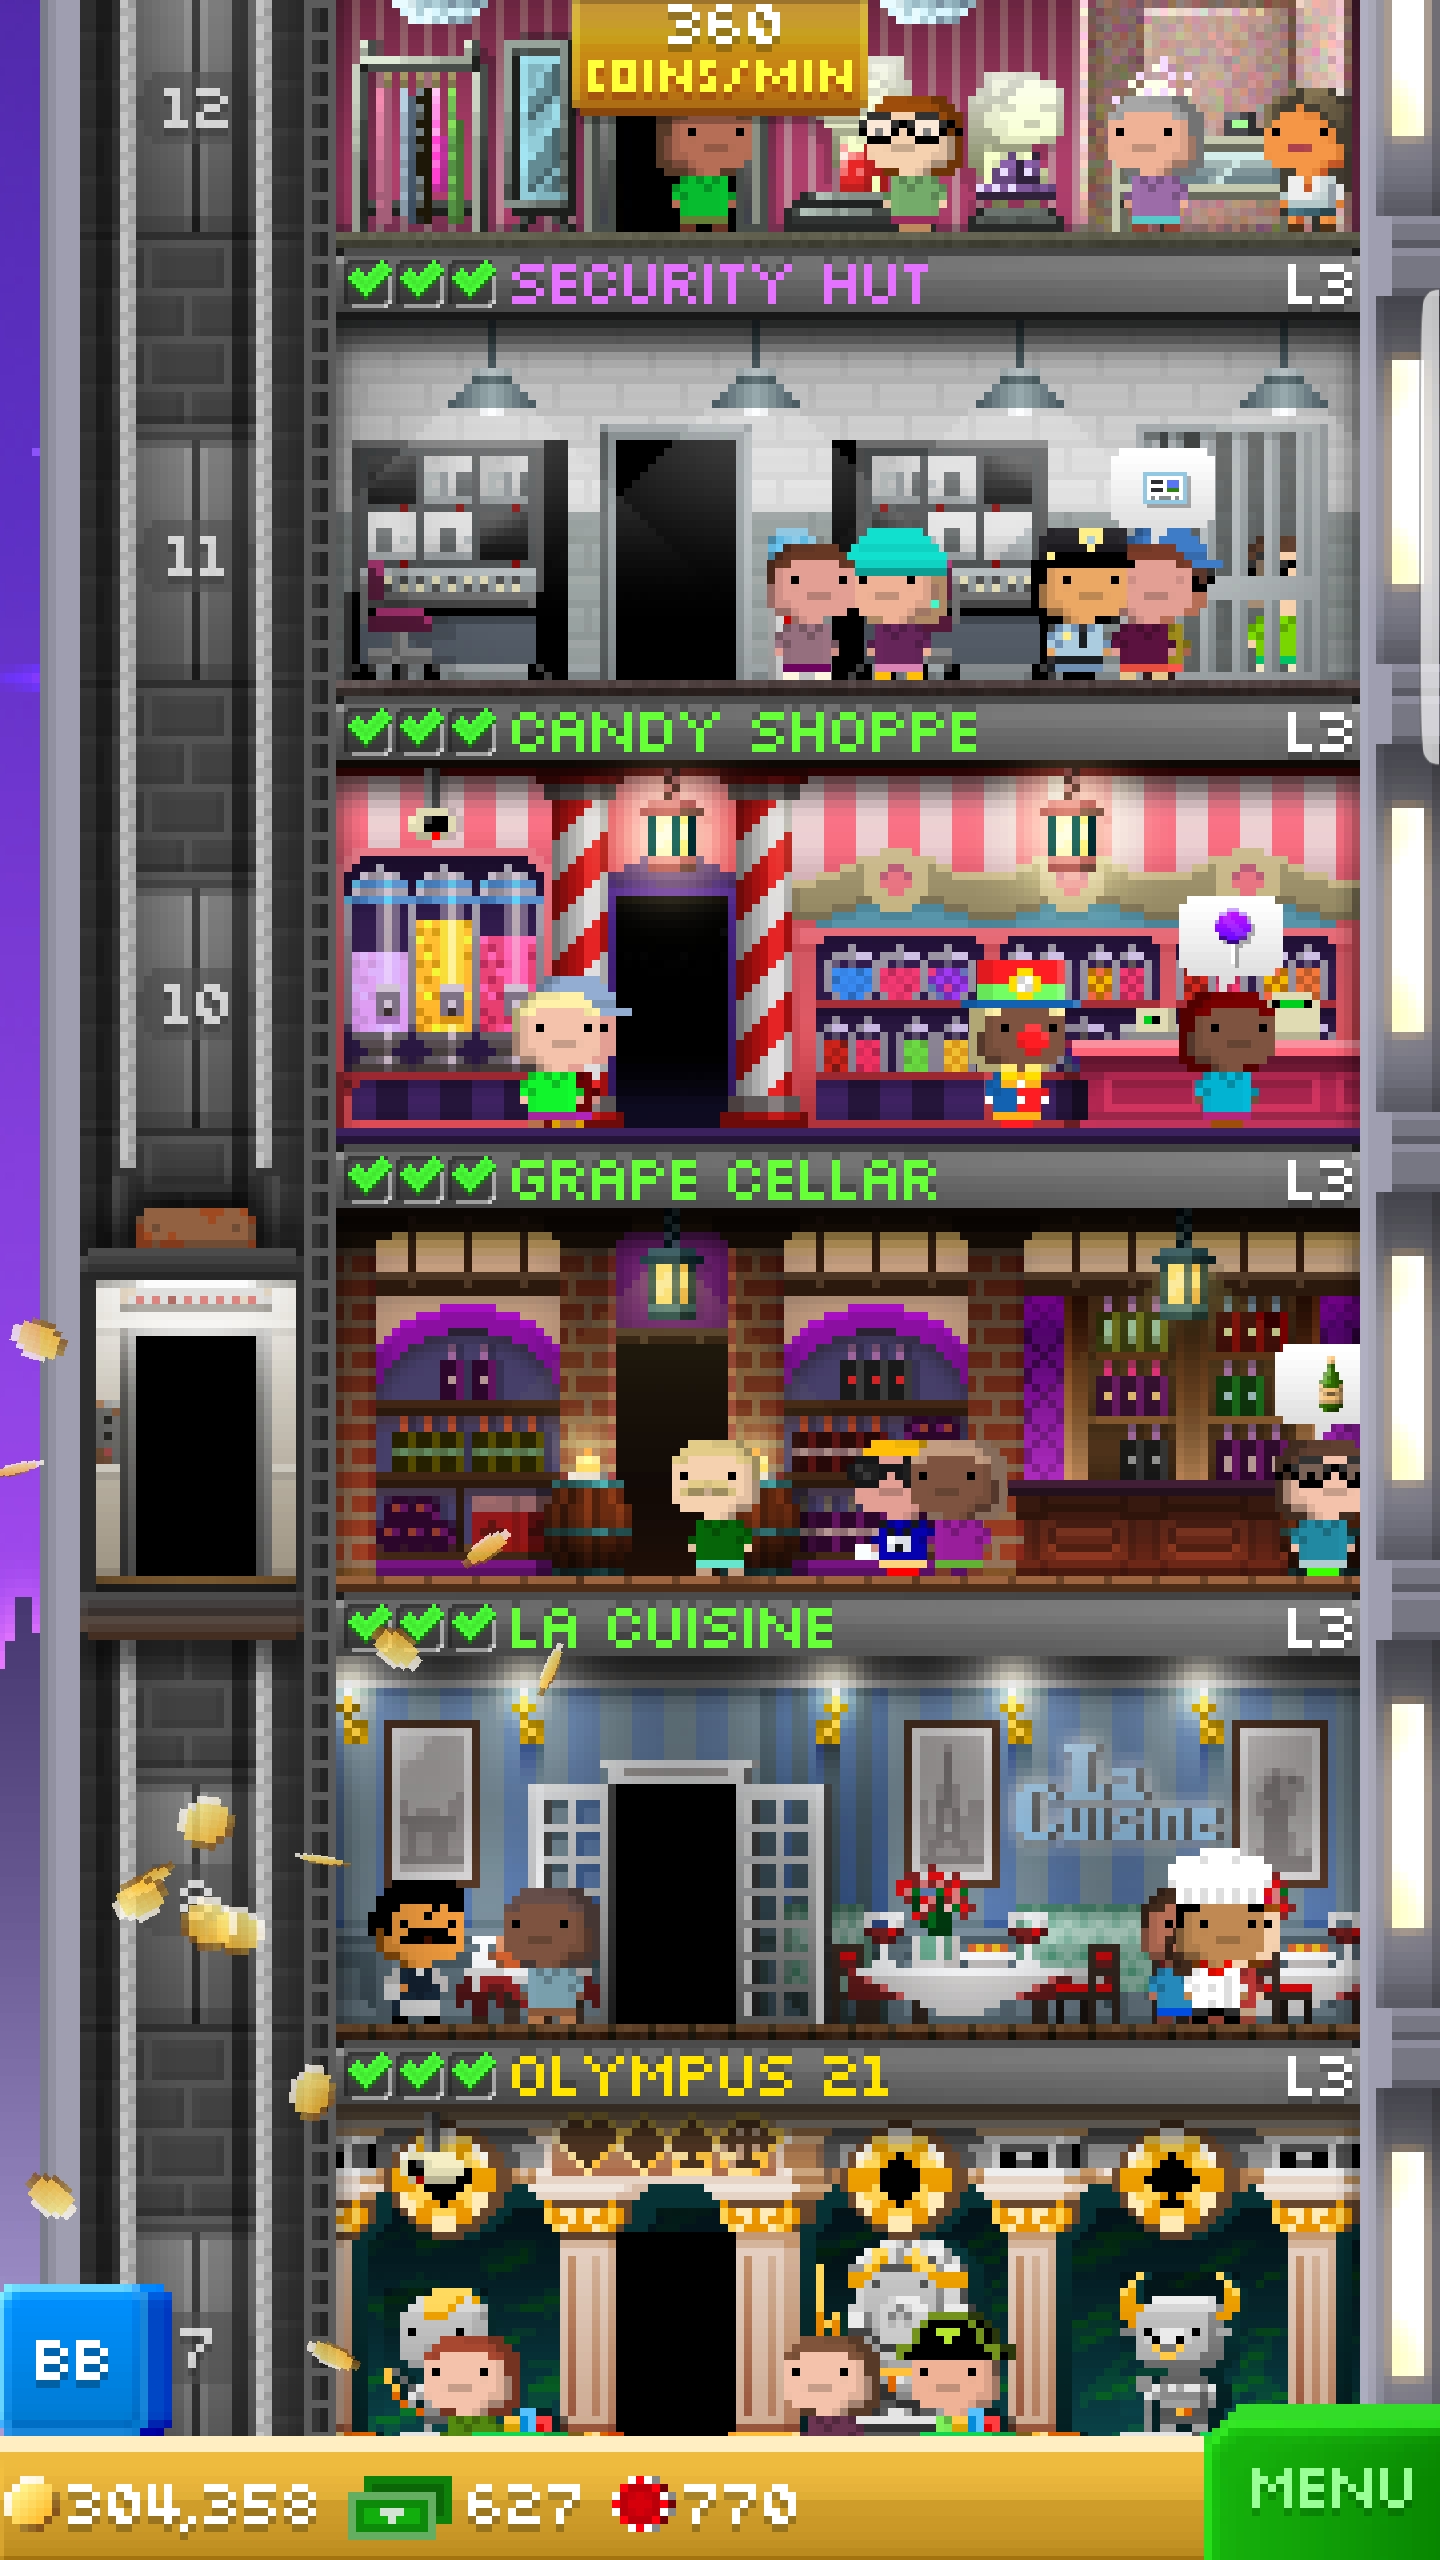 360
COINS/MIN
12
SECURITY HUT L3
11
CANDY SHOPPE L3
10
GRAPE CELLAR L3
LA CUISINE L3
La
Cuisine
OLYMPUS 21 L3
7
BB
304,358 627 770
MENU